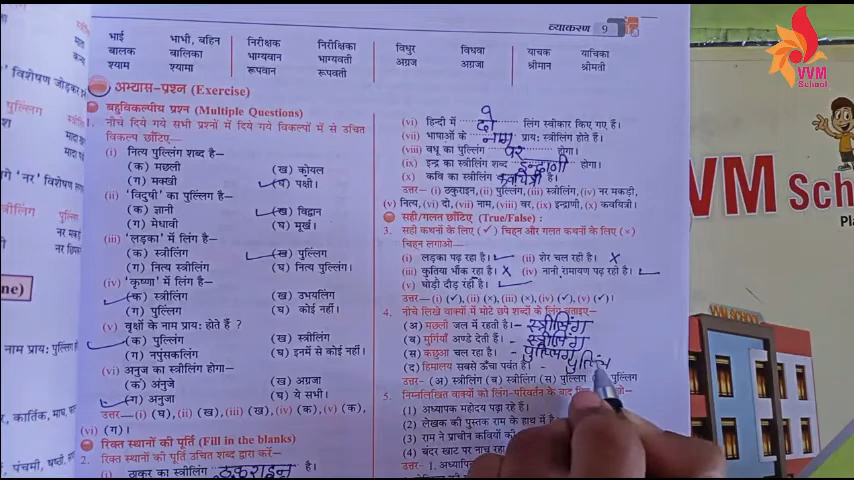 व्याकरण 9
भाई भाभी, बहिन निरीक्षक निरीक्षिका विधुर विधवा याचक याचिका
बालक बालिका भाग्यवान भाग्यवती अग्रज अग्रजा श्रीमान श्रीमती
श्याम श्यामा रूपवान रूपवती
अभ्यास-प्रश्न (Exercise)
बहुविकल्पीय प्रश्न (Multiple Questions)
1. नीचे दिये गये सभी प्रश्नों में दिये गये विकल्पों में से उचित
विकल्प छाँटिए—
(i) नित्य पुल्लिंग शब्द है-
(क) मछली (ख) कोयल
(ग) मक्खी (घ) पक्षी।
(ii) 'विदुषी' का पुल्लिंग है-
(क) ज्ञानी (ख) विद्वान
(ग) मेधावी (घ) मूर्ख।
(iii) 'लड़का' में लिंग है-
(क) स्त्रीलिंग (ख) पुल्लिंग
(ग) नित्य स्त्रीलिंग (घ) नित्य पुल्लिंग।
(iv) 'कृष्णा' में लिंग है-
(क) स्त्रीलिंग (ख) उभयलिंग
(ग) पुल्लिंग (घ) कोई नहीं।
(v) वृक्षों के नाम प्रायः होते हैं ?
(क) पुल्लिंग (ख) स्त्रीलिंग
(ग) नपुंसकलिंग (घ) इनमें से कोई नहीं।
(vi) अनुज का स्त्रीलिंग होगा-
(क) अंनुजे (ख) अग्रजा
(ग) अनुजा (घ) ये सभी।
उत्तर—(i) (घ), (ii) (ख), (iii) (ख), (iv) (क), (v) (क),
(vi) (ग)।
रिक्त स्थानों की पूर्ति (Fill in the blanks)
2. रिक्त स्थानों की पूर्ति उचित शब्द द्वारा करें-
(i) ठाकुर का स्त्रीलिंग ठकुराइन है।
(vi) हिन्दी में दो लिंग स्वीकार किए गए हैं।
(vii) भाषाओं के नाम प्रायः स्त्रीलिंग होते हैं।
(viii) वधू का पुल्लिंग वर होगा।
(ix) इन्द्र का स्त्रीलिंग शब्द इन्द्राणी होगा।
(x) कवि का स्त्रीलिंग कवयित्री है।
उत्तर- (i) ठकुराइन, (ii) पुल्लिंग, (iii) स्त्रीलिंग, (iv) नर मकड़ी,
(v) नित्य, (vi) दो, (vii) नाम, (viii) वर, (ix) इन्द्राणी, (x) कवयित्री।
सही/गलत छाँटिए (True/False) :
3. सही कथनों के लिए (✓) चिह्न और गलत कथनों के लिए (×)
चिह्न लगाओ-
(i) लड़का पढ़ रहा है। ✓ (ii) शेर चल रही है। ×
(iii) कुतिया भौंक रहा है। × (iv) नानी रामायण पढ़ रही है। ✓
(v) घोड़ी दौड़ रही है। ✓
उत्तर—(i) (✓), (ii) (×), (iii) (×), (iv) (✓), (v) (✓)।
4. नीचे लिखे वाक्यों में मोटे छपे शब्दों के लिंग बताइए-
(अ) मछली जल में रहती है। - स्त्रीलिंग
(ब) मुर्गियाँ अण्डे देती हैं। - स्त्रीलिंग
(स) कछुआ चल रहा है। - पुल्लिंग
(द) हिमालय सबसे ऊँचा पर्वत है। - पुल्लिंग
उत्तर- (अ) स्त्रीलिंग (ब) स्त्रीलिंग (स) पुल्लिंग पुल्लिंग
5. निम्नलिखित वाक्यों को लिंग-परिवर्तन के बाद
(1) अध्यापक महोदय पढ़ा रहे हैं।
(2) लेखक की पुस्तक राम के हाथ में है
(3) राम ने प्राचीन कवियों की
(4) बंदर खाट पर नाच रहा
उत्तर— 1. अध्यापि
विशेषण जोड़कर
पुल्लिंग
नाम प्रायः पुल्लिंग
कार्तिक, माघ,
पंचमी, षष्ठी,
VVM
School
VM Scho
Pla